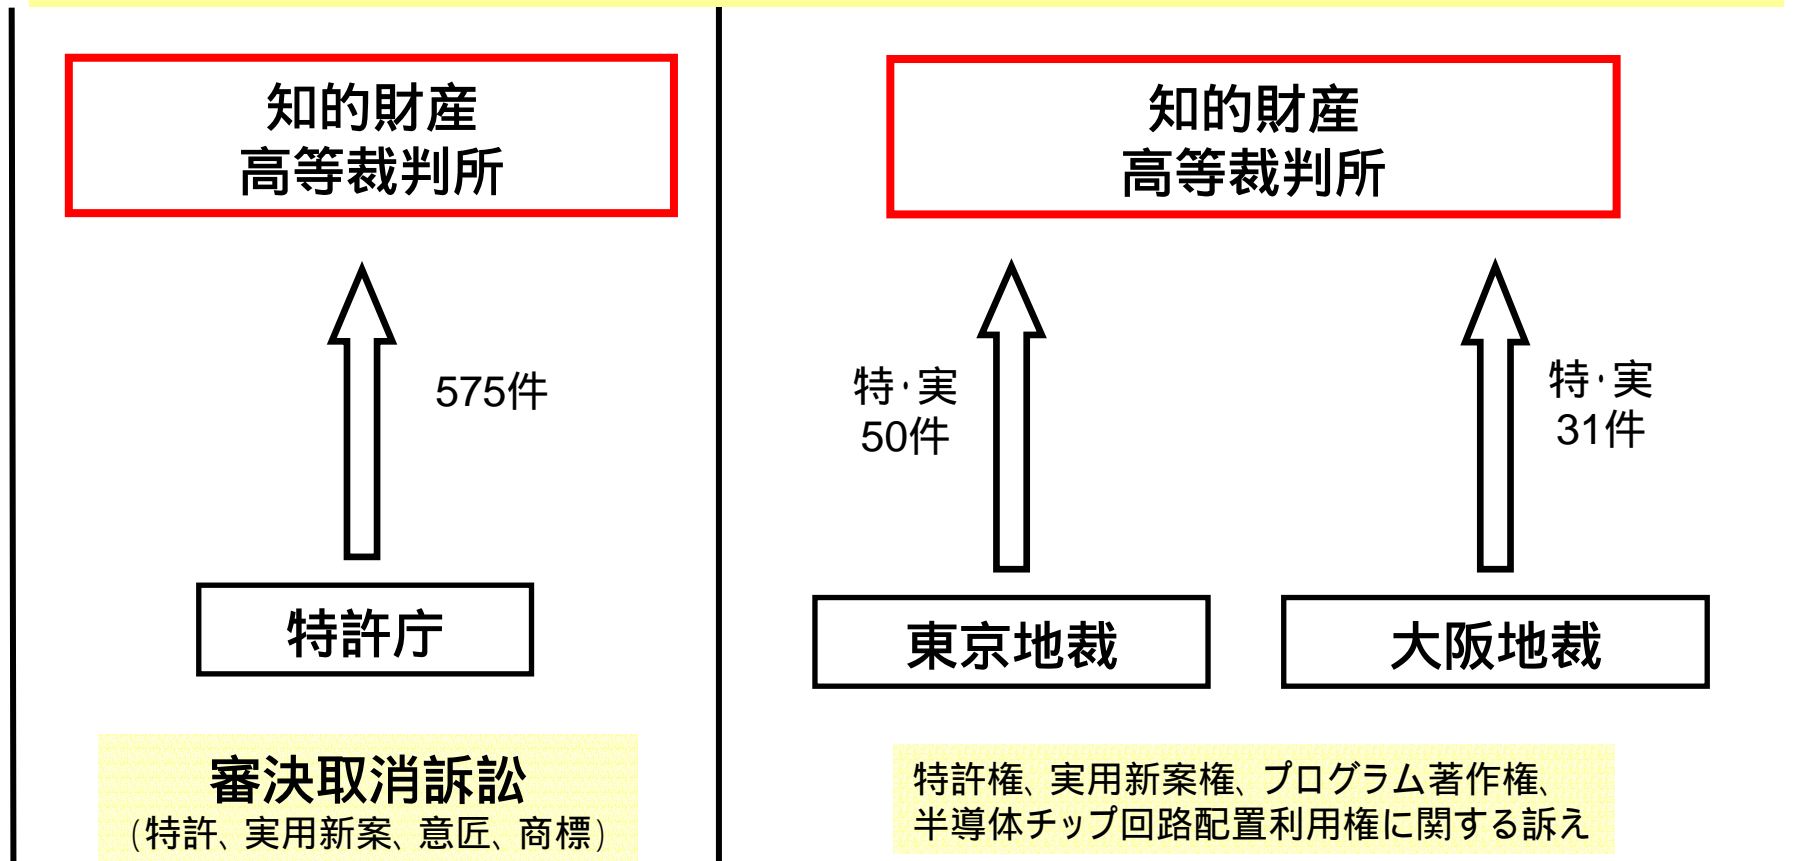 知的財産
高等裁判所
575件
特許庁
審決取消訴訟
(特許、実用新案、意匠、商標)
知的財産
高等裁判所
特・実
50件
特・実
31件
東京地裁
大阪地裁
特許権、実用新案権、プログラム著作権、
半導体チップ回路配置利用権に関する訴え